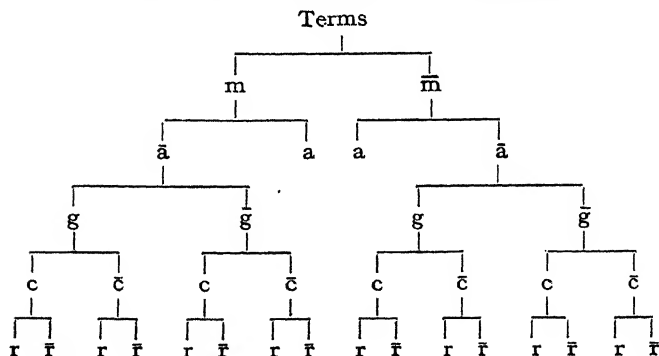 Terms
m m̅
ā a a ā
g ḡ g ḡ
c c̄ c c̄ c c̄ c c̄
r r̄ r r̄ r r̄ r r̄ r r̄ r r̄ r r̄ r r̄